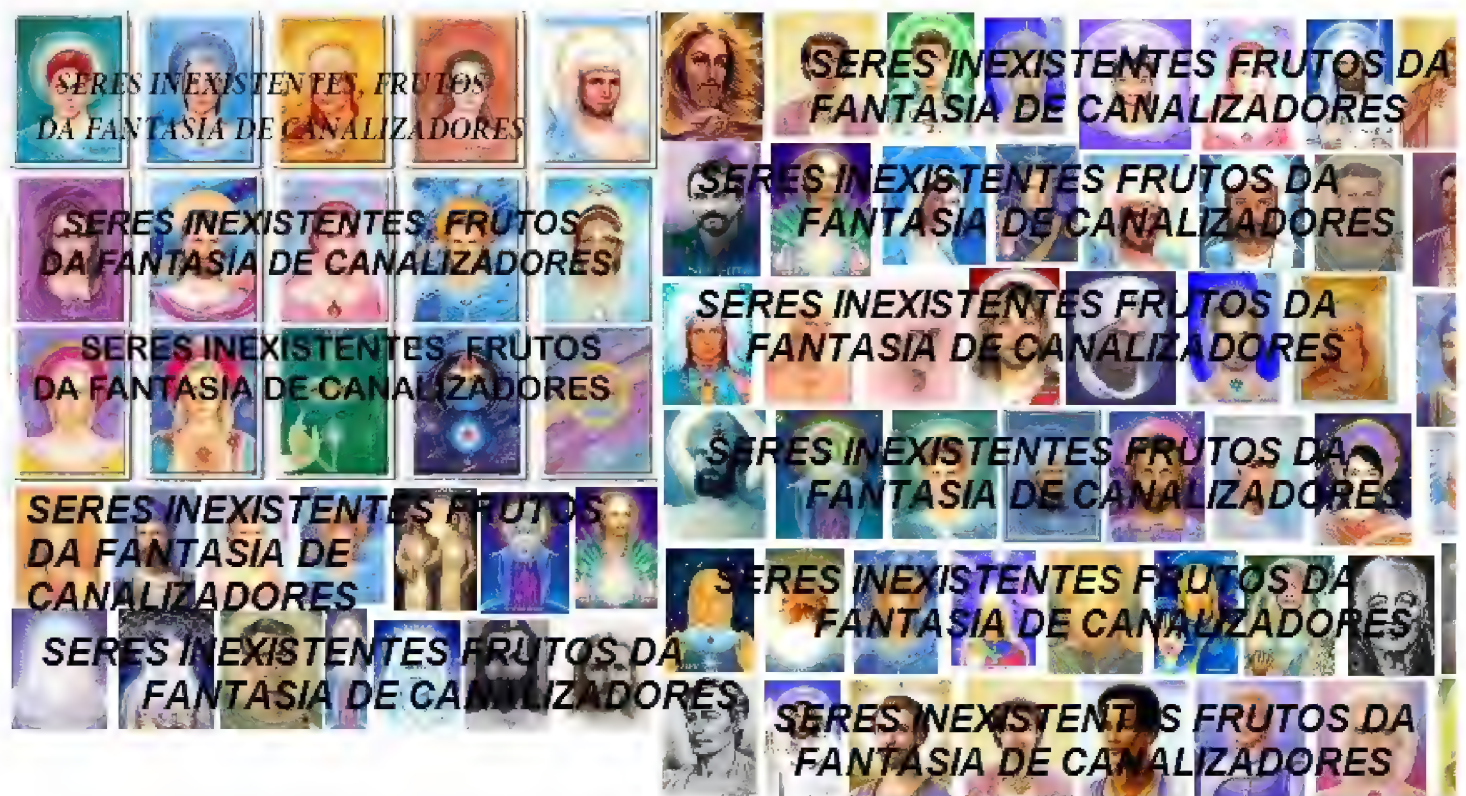 SERES INEXISTENTES, FRUTOS
DA FANTASIA DE CANALIZADORES
SERES INEXISTENTES, FRUTOS
DA FANTASIA DE CANALIZADORES
SERES INEXISTENTES, FRUTOS
DA FANTASIA DE CANALIZADORES
SERES INEXISTENTES FRUTOS
DA FANTASIA DE
CANALIZADORES
SERES INEXISTENTES FRUTOS DA
FANTASIA DE CANALIZADORES
SERES INEXISTENTES FRUTOS DA
FANTASIA DE CANALIZADORES
SERES INEXISTENTES FRUTOS DA
FANTASIA DE CANALIZADORES
SERES INEXISTENTES FRUTOS DA
FANTASIA DE CANALIZADORES
SERES INEXISTENTES FRUTOS DA
FANTASIA DE CANALIZADORES
SERES INEXISTENTES FRUTOS DA
FANTASIA DE CANALIZADORES
SERES INEXISTENTES FRUTOS DA
FANTASIA DE CANALIZADORES